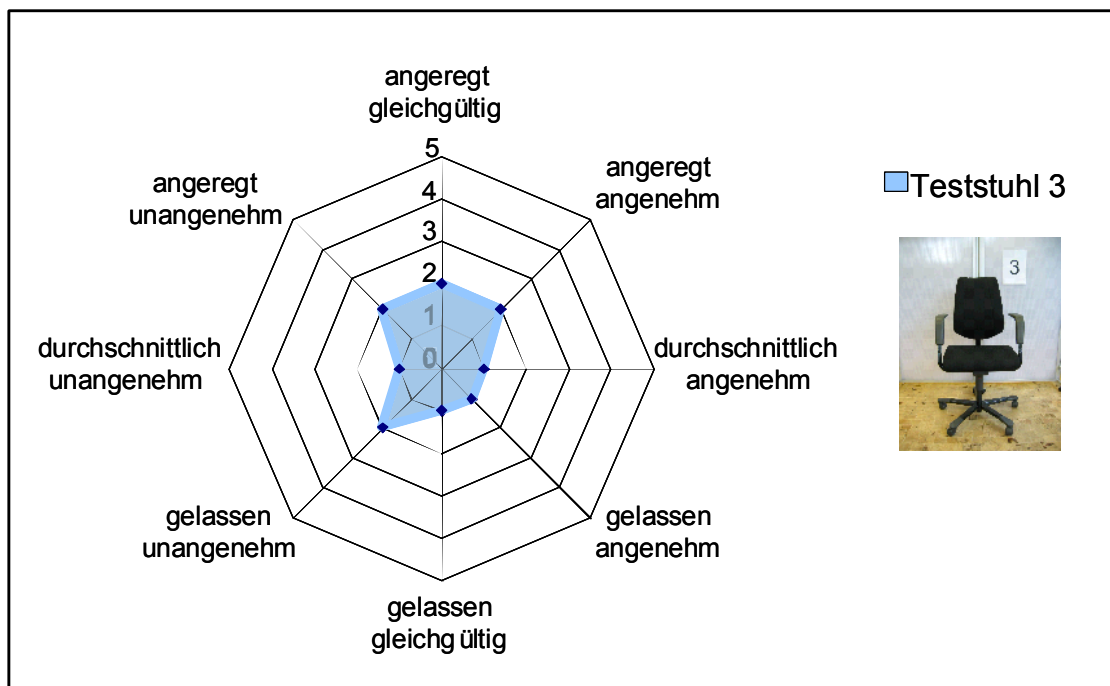 angeregt
gleichgültig
angeregt
angenehm
durchschnittlich
angenehm
gelassen
angenehm
gelassen
gleichgültig
gelassen
unangenehm
durchschnittlich
unangenehm
angeregt
unangenehm
5
4
3
2
1
0
Teststuhl 3
3